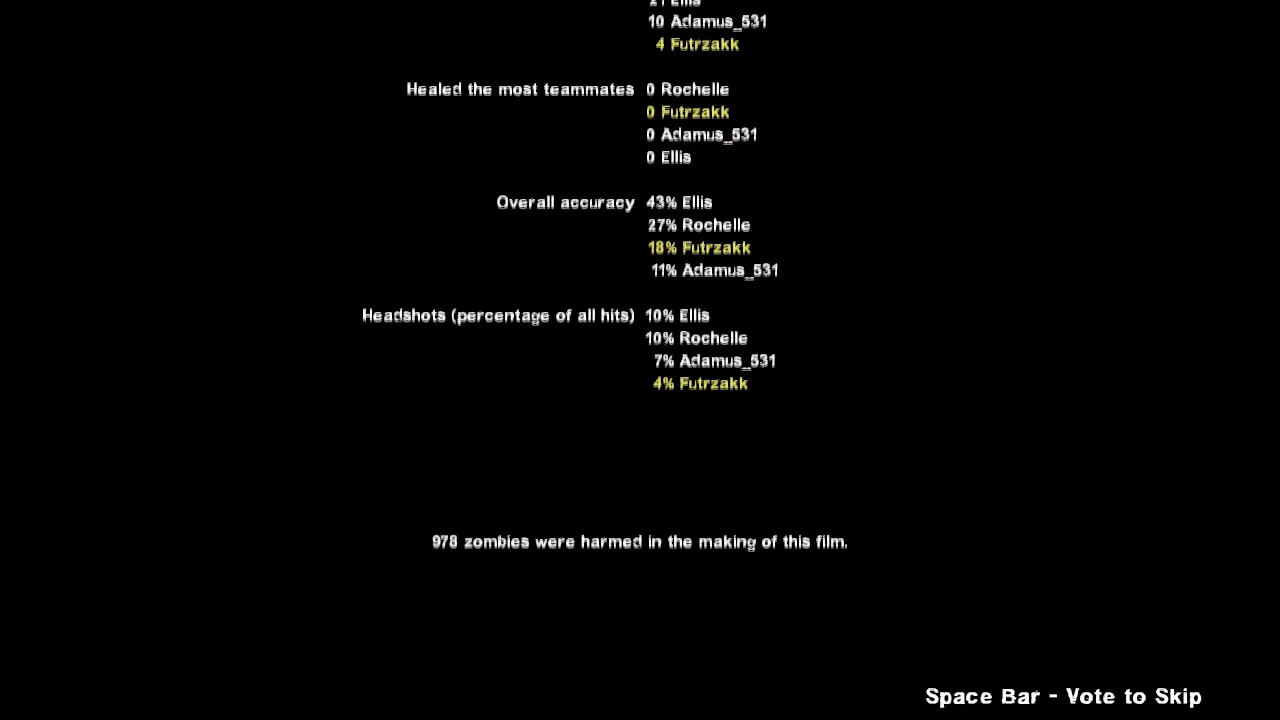 21 Ellis
10 Adamus_531
4 Futrzakk
Healed the most teammates 0 Rochelle
0 Futrzakk
0 Adamus_531
0 Ellis
Overall accuracy 43% Ellis
27% Rochelle
18% Futrzakk
11% Adamus_531
Headshots (percentage of all hits) 10% Ellis
10% Rochelle
7% Adamus_531
4% Futrzakk
978 zombies were harmed in the making of this film.
Space Bar - Vote to Skip